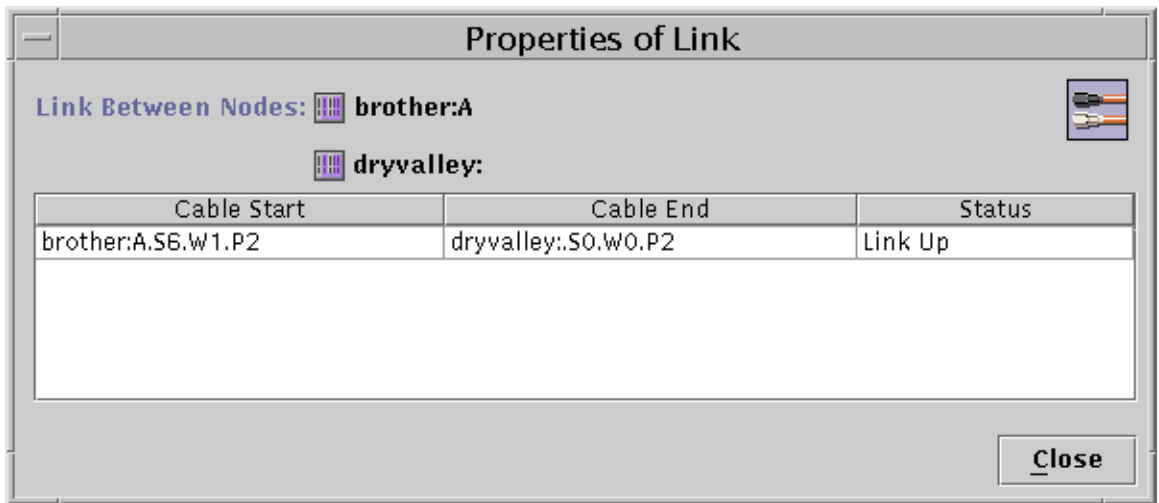 Properties of Link
Link Between Nodes: brother:A
dryvalley:
Cable Start Cable End Status
brother:A.S6.W1.P2 dryvalley:.S0.W0.P2 Link Up
Close